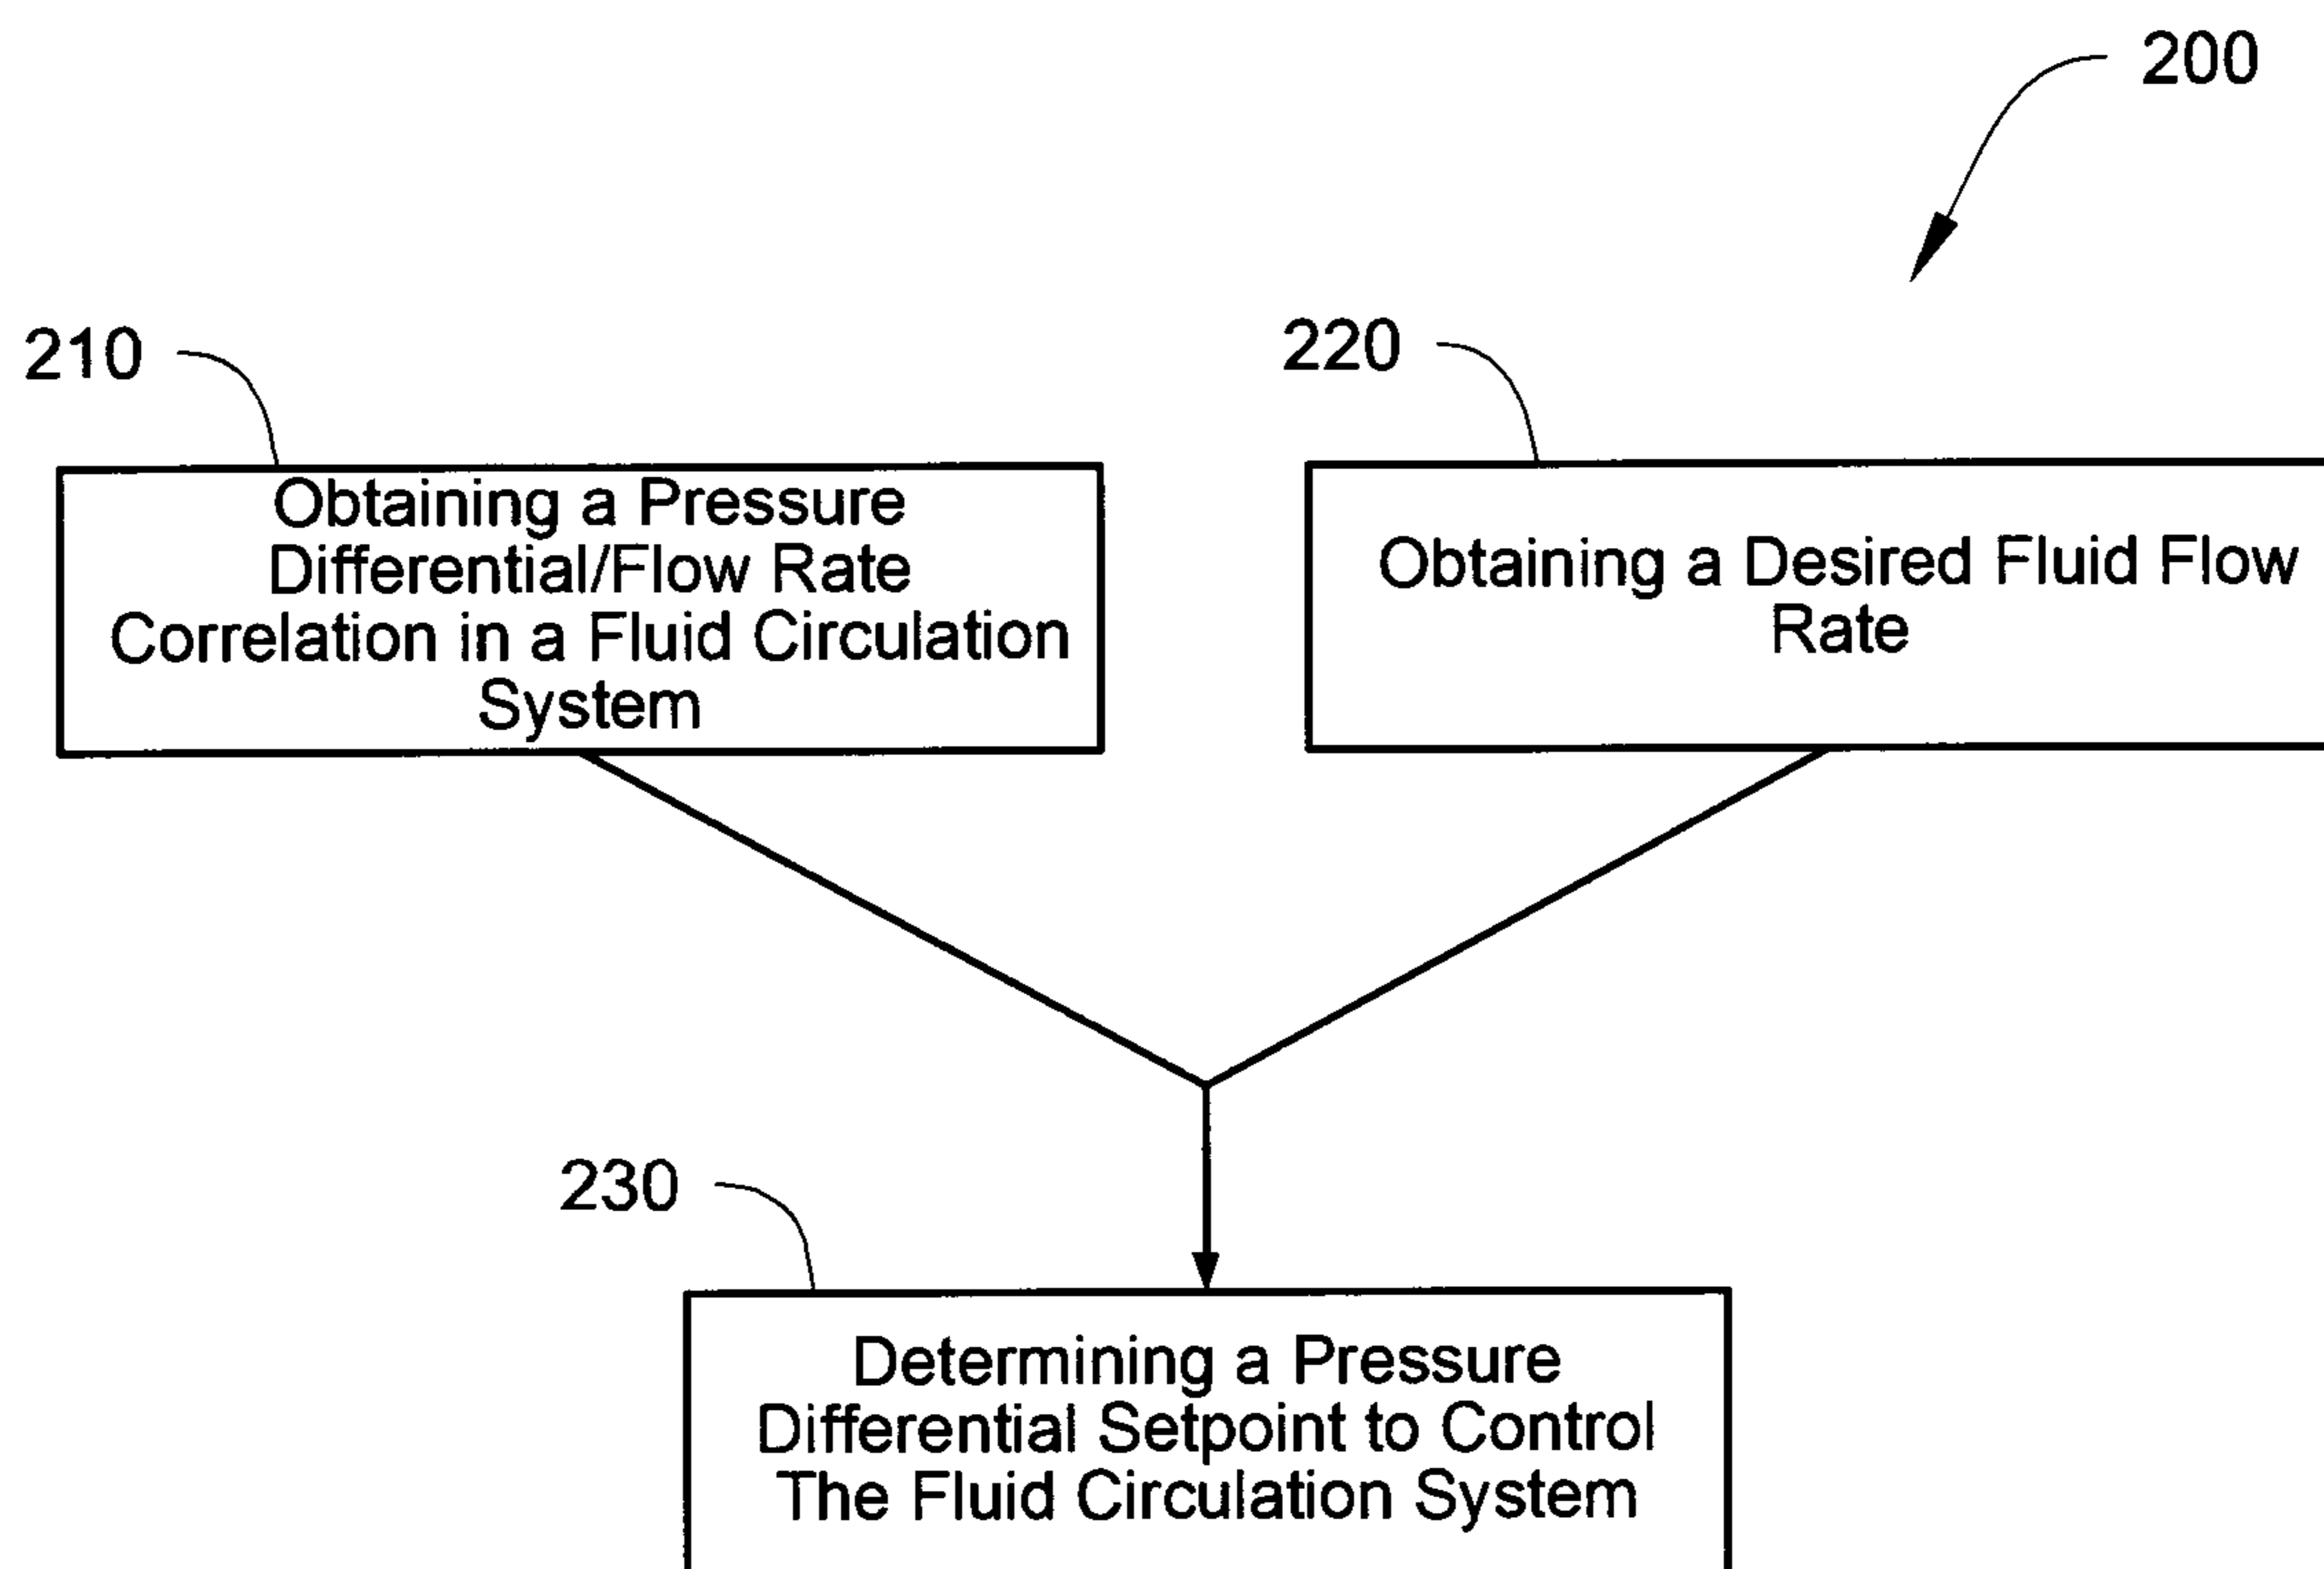 200
210
Obtaining a Pressure
Differential/Flow Rate
Correlation in a Fluid Circulation
System
220
Obtaining a Desired Fluid Flow
Rate
230
Determining a Pressure
Differential Setpoint to Control
The Fluid Circulation System